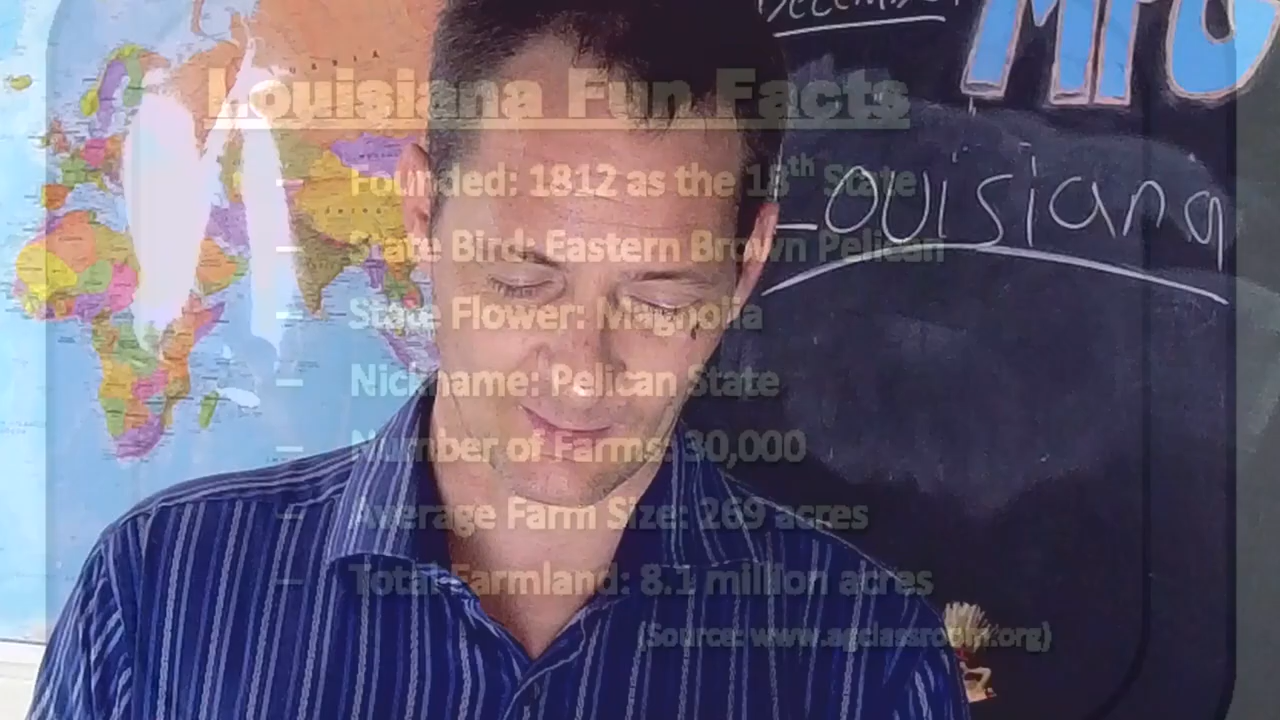 December
MPO
Louisiana
Louisiana Fun Facts
– Founded: 1812 as the 18th State
– State Bird: Eastern Brown Pelican
– State Flower: Magnolia
– Nickname: Pelican State
– Number of Farms: 30,000
– Average Farm Size: 269 acres
– Total Farmland: 8.1 million acres
(Source: www.agclassroom.org)